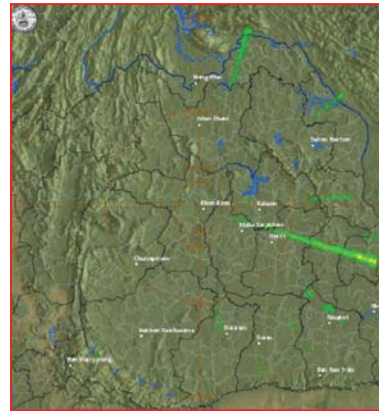 Nong Khai
Udon Thani
Sakon Nakhon
Khon Kaen
Kalasin
Maha Sarakham
Roi Et
Chaiyaphum
Nakhon Ratchasima
Buriram
Surin
Sisaket